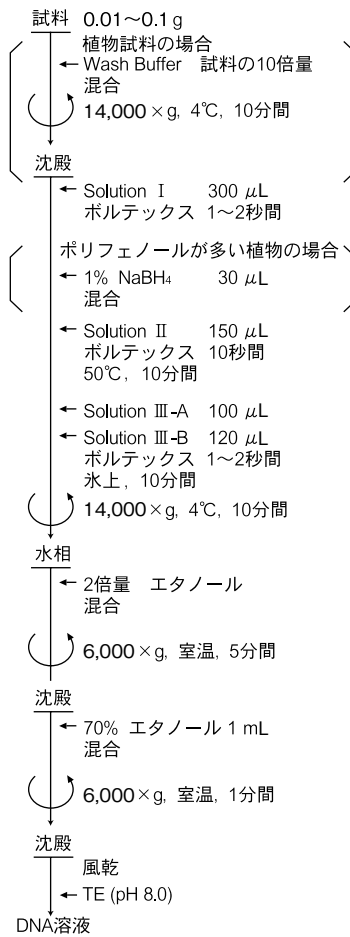 試料 0.01〜0.1 g
植物試料の場合
Wash Buffer 試料の10倍量
混合
14,000×g, 4℃, 10分間
沈殿
Solution Ⅰ 300 μL
ボルテックス 1〜2秒間
ポリフェノールが多い植物の場合
1% NaBH₄ 30 μL
混合
Solution Ⅱ 150 μL
ボルテックス 10秒間
50℃, 10分間
Solution Ⅲ-A 100 μL
Solution Ⅲ-B 120 μL
ボルテックス 1〜2秒間
氷上, 10分間
14,000×g, 4℃, 10分間
水相
2倍量 エタノール
混合
6,000×g, 室温, 5分間
沈殿
70% エタノール 1 mL
混合
6,000×g, 室温, 1分間
沈殿
風乾
TE (pH 8.0)
DNA溶液